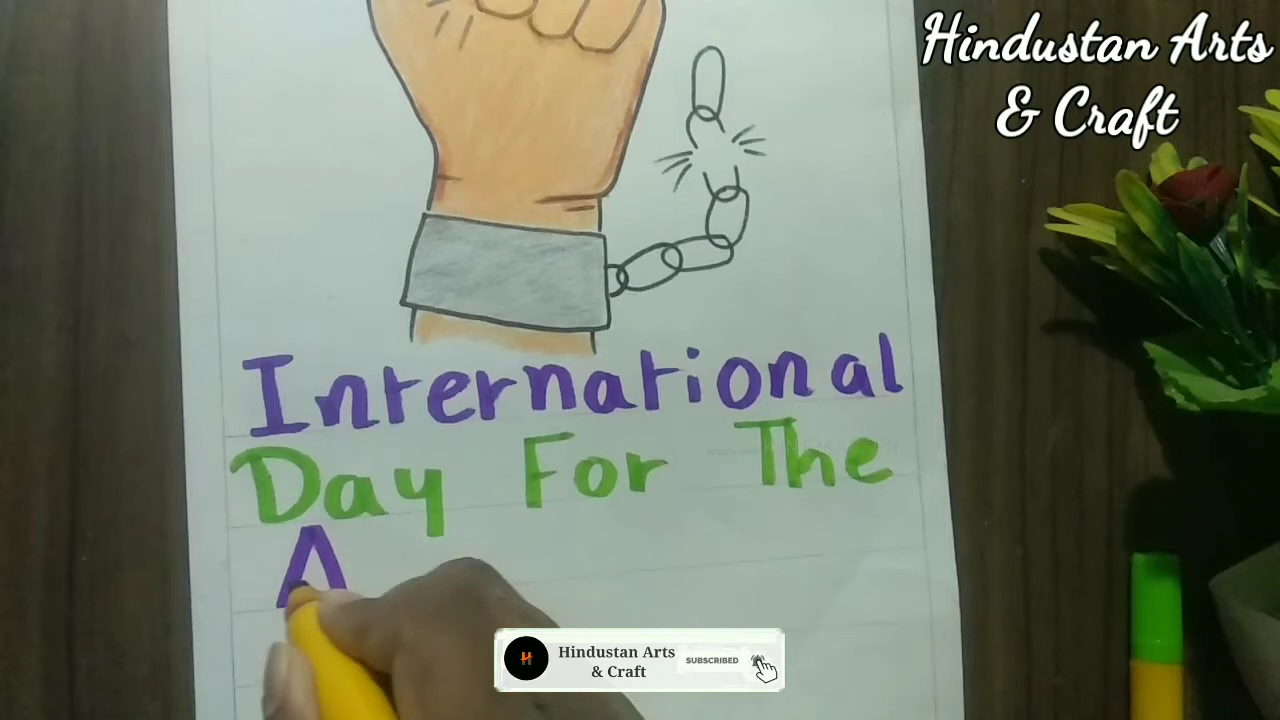 Hindustan Arts
& Craft
International
Day For The
A
Hindustan Arts
& Craft
SUBSCRIBED